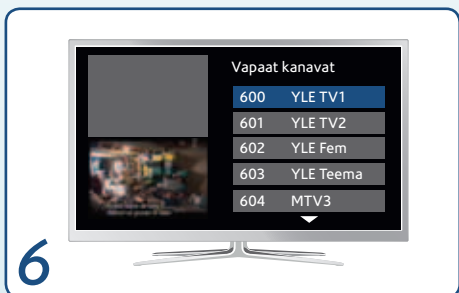 Vapaat kanavat
600 YLE TV1
601 YLE TV2
602 YLE Fem
603 YLE Teema
604 MTV3
6